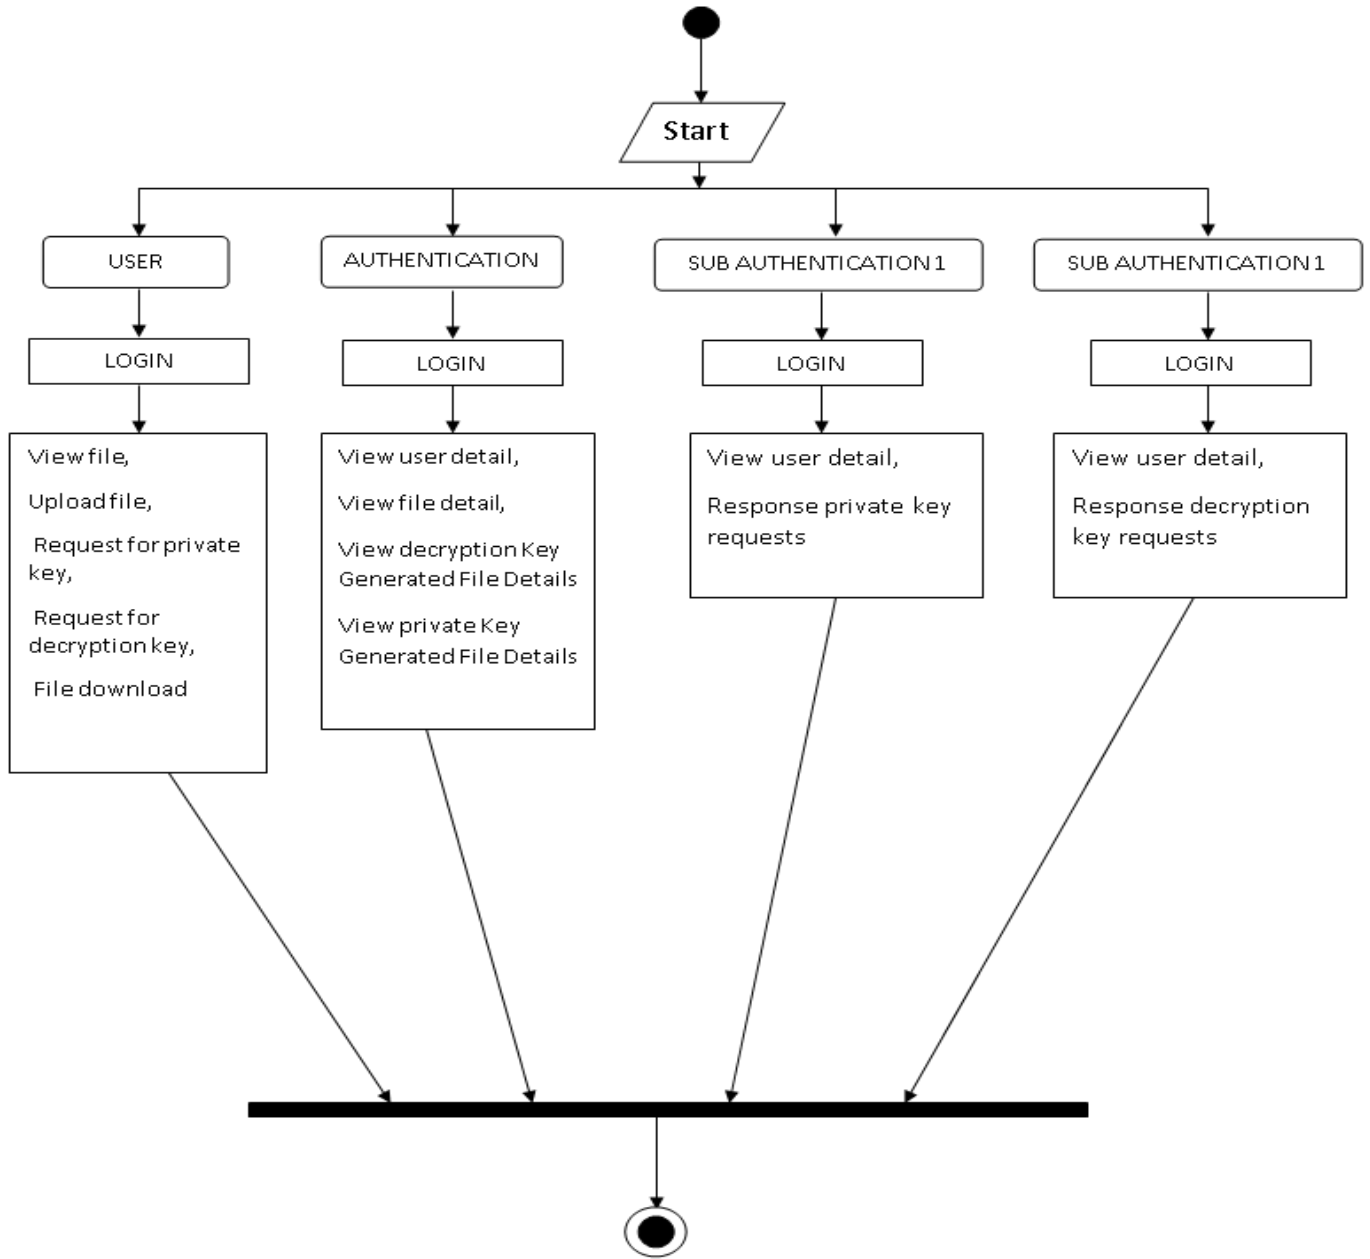 Start
USER
AUTHENTICATION
SUB AUTHENTICATION 1
SUB AUTHENTICATION 1
LOGIN
LOGIN
LOGIN
LOGIN
View file,
Upload file,
Request for private
key,
Request for
decryption key,
File download
View user detail,
View file detail,
View decryption Key
Generated File Details
View private Key
Generated File Details
View user detail,
Response private key
requests
View user detail,
Response decryption
key requests